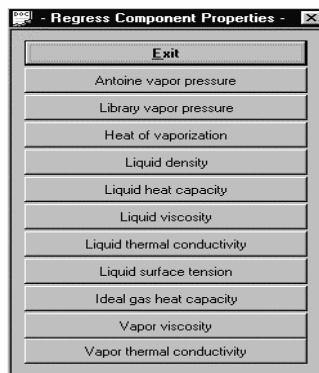 - Regress Component Properties -
Exit
Antoine vapor pressure
Library vapor pressure
Heat of vaporization
Liquid density
Liquid heat capacity
Liquid viscosity
Liquid thermal conductivity
Liquid surface tension
Ideal gas heat capacity
Vapor viscosity
Vapor thermal conductivity